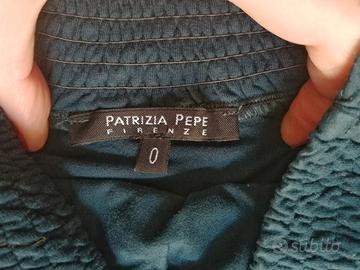 PATRIZIA PEPE
FIRENZE
0
subito